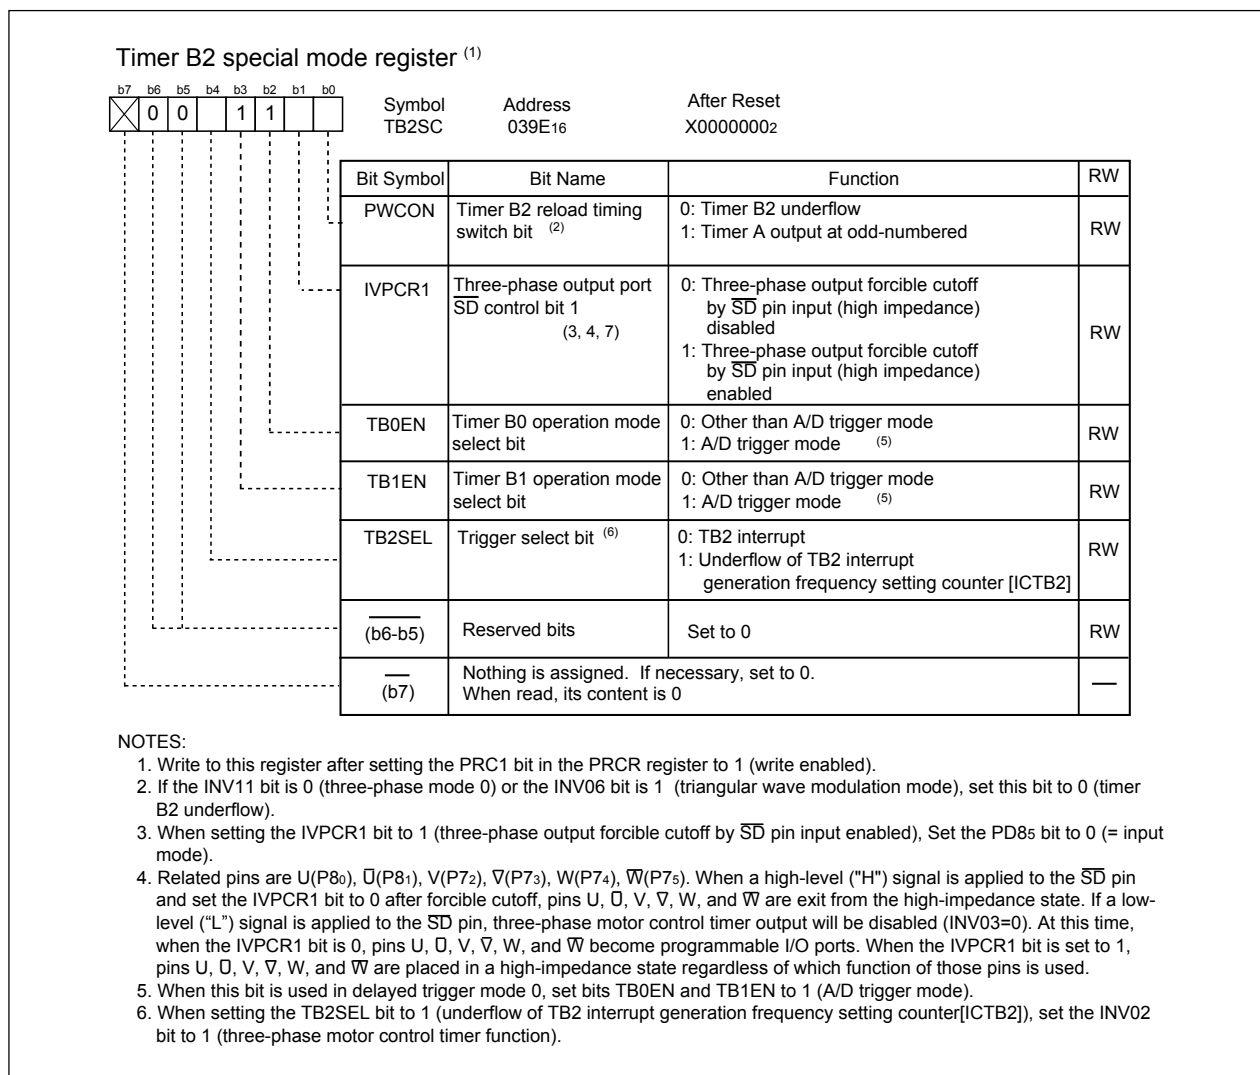 Timer B2 special mode register (1)
b7 b6 b5 b4 b3 b2 b1 b0
0 0 1 1
Symbol Address After Reset
TB2SC 039E16 X00000002
Bit Symbol Bit Name Function RW
PWCON Timer B2 reload timing switch bit (2) 0: Timer B2 underflow
1: Timer A output at odd-numbered RW
IVPCR1 Three-phase output port
S̅D̅ control bit 1
(3, 4, 7)
0: Three-phase output forcible cutoff
by S̅D̅ pin input (high impedance)
disabled
1: Three-phase output forcible cutoff
by S̅D̅ pin input (high impedance)
enabled
RW
TB0EN Timer B0 operation mode
select bit
0: Other than A/D trigger mode
1: A/D trigger mode (5)
RW
TB1EN Timer B1 operation mode
select bit
0: Other than A/D trigger mode
1: A/D trigger mode (5)
RW
TB2SEL Trigger select bit (6)
0: TB2 interrupt
1: Underflow of TB2 interrupt
generation frequency setting counter [ICTB2]
RW
(b6-b5) Reserved bits Set to 0 RW
(b7) Nothing is assigned. If necessary, set to 0.
When read, its content is 0
—
NOTES:
1. Write to this register after setting the PRC1 bit in the PRCR register to 1 (write enabled).
2. If the INV11 bit is 0 (three-phase mode 0) or the INV06 bit is 1 (triangular wave modulation mode), set this bit to 0 (timer
B2 underflow).
3. When setting the IVPCR1 bit to 1 (three-phase output forcible cutoff by S̅D̅ pin input enabled), Set the PD85 bit to 0 (= input
mode).
4. Related pins are U(P80), U̅(P81), V(P72), V̅(P73), W(P74), W̅(P75). When a high-level ("H") signal is applied to the S̅D̅ pin
and set the IVPCR1 bit to 0 after forcible cutoff, pins U, U̅, V, V̅, W, and W̅ are exit from the high-impedance state. If a low-
level (“L”) signal is applied to the S̅D̅ pin, three-phase motor control timer output will be disabled (INV03=0). At this time,
when the IVPCR1 bit is 0, pins U, U̅, V, V̅, W, and W̅ become programmable I/O ports. When the IVPCR1 bit is set to 1,
pins U, U̅, V, V̅, W, and W̅ are placed in a high-impedance state regardless of which function of those pins is used.
5. When this bit is used in delayed trigger mode 0, set bits TB0EN and TB1EN to 1 (A/D trigger mode).
6. When setting the TB2SEL bit to 1 (underflow of TB2 interrupt generation frequency setting counter[ICTB2]), set the INV02
bit to 1 (three-phase motor control timer function).